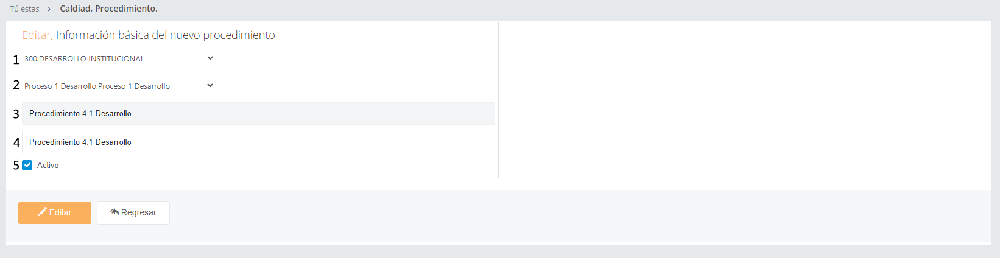 Tú estas > Caldiad, Procedimiento.
Editar, Información básica del nuevo procedimiento
1 300.DESARROLLO INSTITUCIONAL
2 Proceso 1 Desarrollo.Proceso 1 Desarrollo
3 Procedimiento 4.1 Desarrollo
4 Procedimiento 4.1 Desarrollo
5 Activo
Editar Regresar